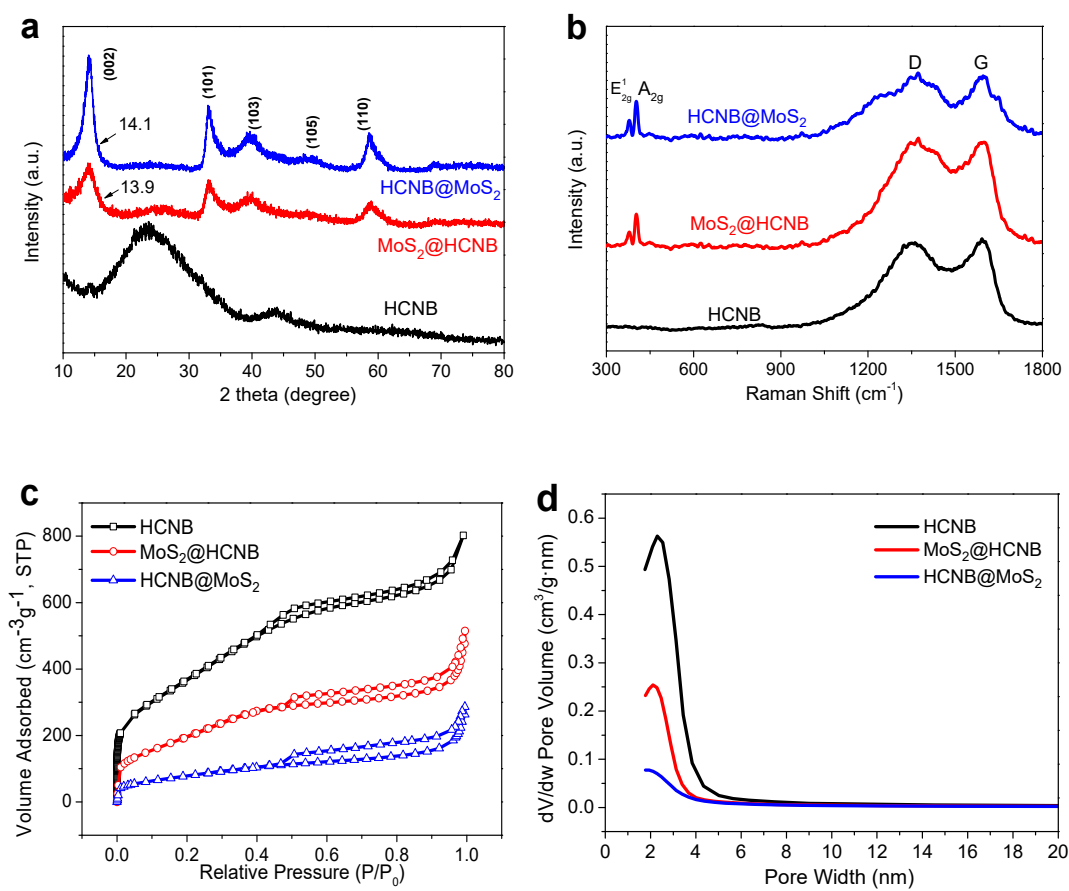 a
(002)
(101)
(103)
(105)
(110)
14.1
13.9
HCNB@MoS2
MoS2@HCNB
HCNB
Intensity (a.u.)
10 20 30 40 50 60 70 80
2 theta (degree)
b
E12g A2g
D
G
HCNB@MoS2
MoS2@HCNB
HCNB
Intensity (a.u.)
300 600 900 1200 1500 1800
Raman Shift (cm-1)
c
HCNB
MoS2@HCNB
HCNB@MoS2
Volume Adsorbed (cm-3g-1 , STP)
800
600
400
200
0
0.0 0.2 0.4 0.6 0.8 1.0
Relative Pressure (P/P0)
d
HCNB
MoS2@HCNB
HCNB@MoS2
dV/dw Pore Volume (cm3/g·nm)
0.6
0.5
0.4
0.3
0.2
0.1
0.0
0 2 4 6 8 10 12 14 16 18 20
Pore Width (nm)